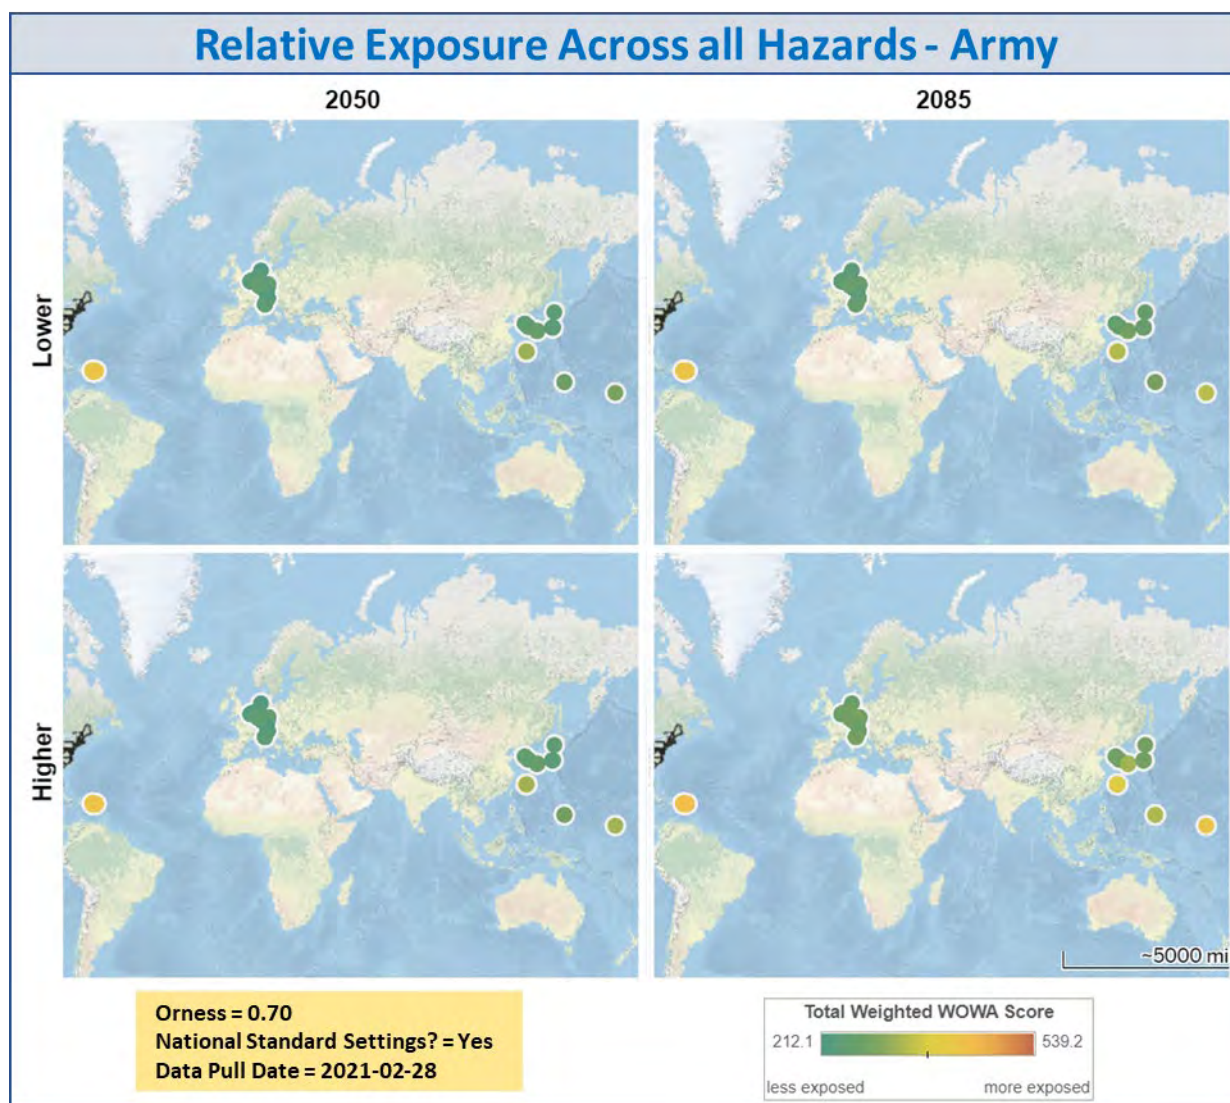 Relative Exposure Across all Hazards - Army
2050
2085
Lower
Higher
~5000 mi
Orness = 0.70
National Standard Settings? = Yes
Data Pull Date = 2021-02-28
Total Weighted WOWA Score
212.1
539.2
less exposed
more exposed